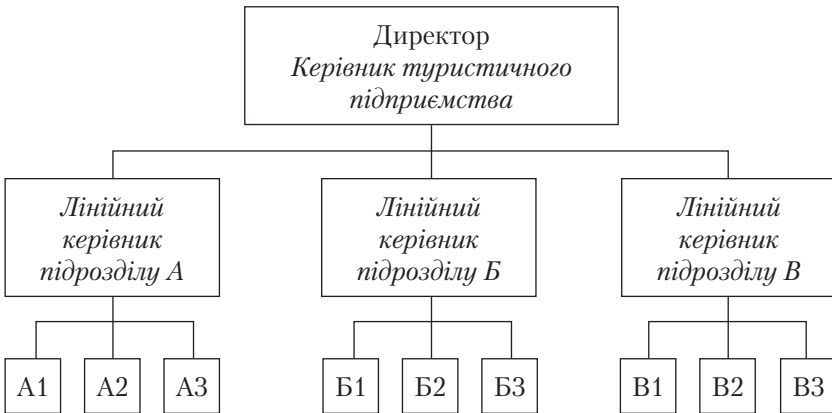 Директор
Керівник туристичного
підприємства
Лінійний
керівник
підрозділу А
Лінійний
керівник
підрозділу Б
Лінійний
керівник
підрозділу В
А1 А2 А3 Б1 Б2 Б3 В1 В2 В3